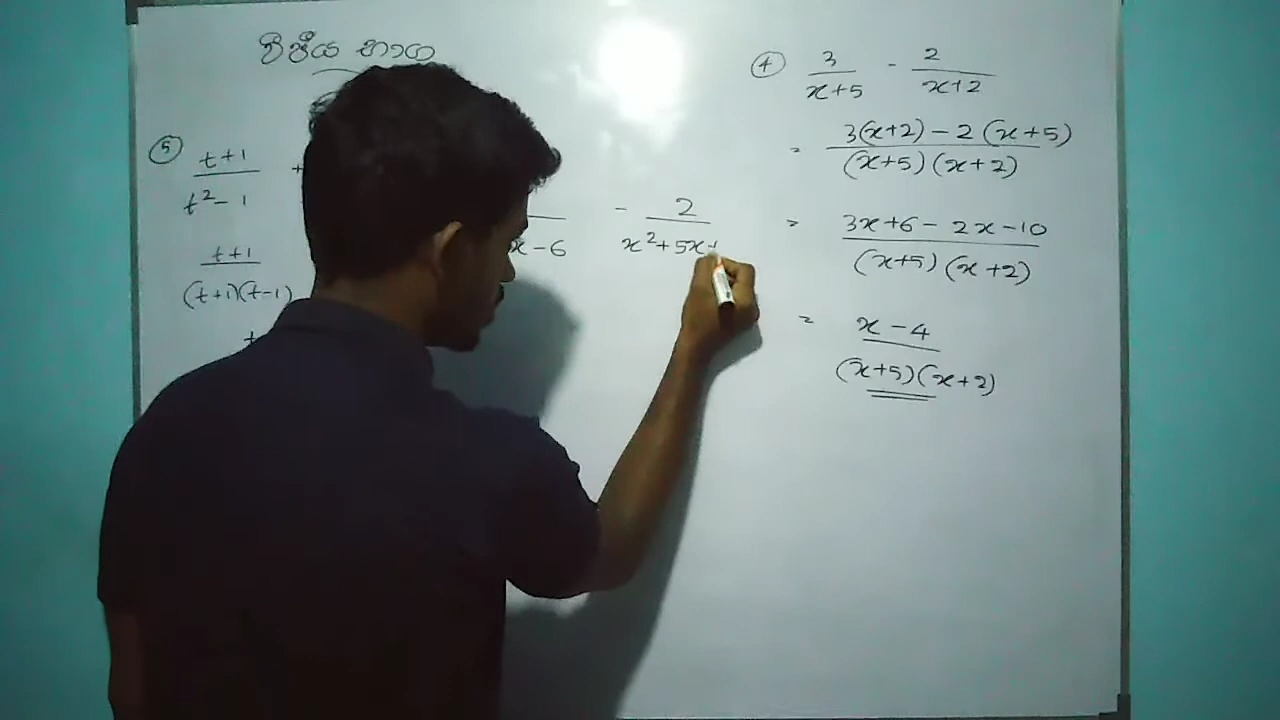 වීජීය භාග
⑤ t+1 / t²-1 +
t+1 / (t+1)(t-1)
x-6 - 2 / x²+5x+
④ 3 / x+5 - 2 / x+2
= 3(x+2) - 2(x+5) / (x+5)(x+2)
= 3x+6 - 2x-10 / (x+5)(x+2)
= x-4 / (x+5)(x+2)